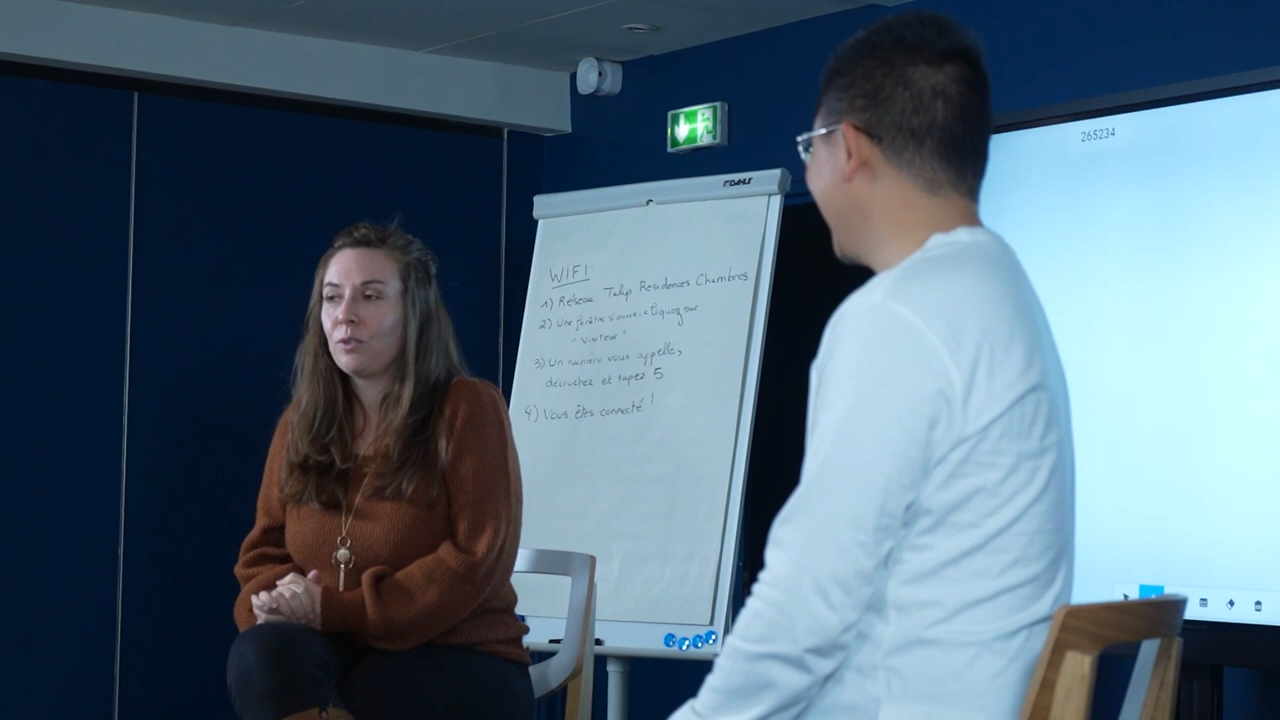 DAHLE
265234
WIFI
1) Réseau Tulip Residences Chambres
2) Une fenêtre s'ouvre: cliquez sur
"Visiteur"
3) Un numéro vous appelle,
décrochez et tapez 5
4) Vous êtes connecté !